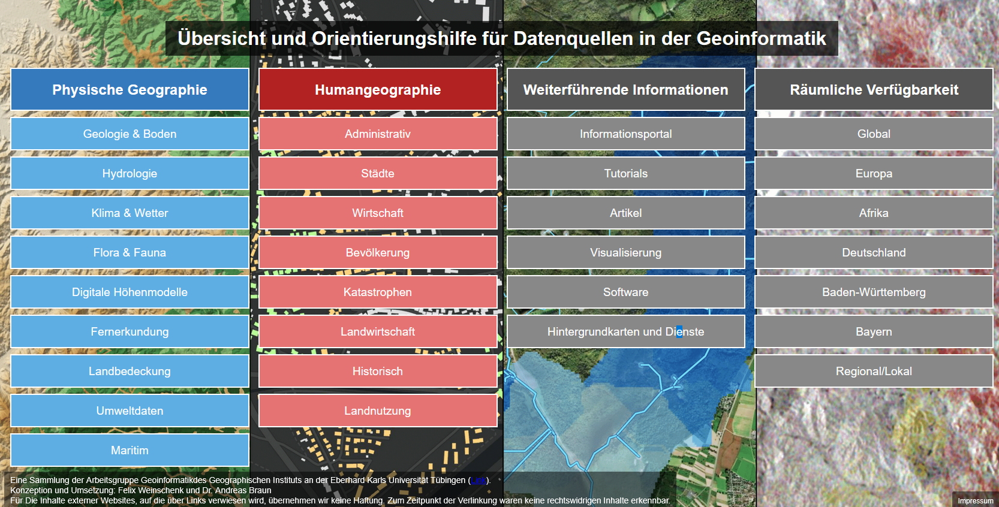 Übersicht und Orientierungshilfe für Datenquellen in der Geoinformatik
Physische Geographie
Geologie & Boden
Hydrologie
Klima & Wetter
Flora & Fauna
Digitale Höhenmodelle
Fernerkundung
Landbedeckung
Umweltdaten
Maritim
Humangeographie
Administrativ
Städte
Wirtschaft
Bevölkerung
Katastrophen
Landwirtschaft
Historisch
Landnutzung
Weiterführende Informationen
Informationsportal
Tutorials
Artikel
Visualisierung
Software
Hintergrundkarten und Dienste
Räumliche Verfügbarkeit
Global
Europa
Afrika
Deutschland
Baden-Württemberg
Bayern
Regional/Lokal
Eine Sammlung der Arbeitsgruppe Geoinformatikdes Geographischen Instituts an der Eberhard Karls Universität Tübingen (Link).
Konzeption und Umsetzung: Felix Weinschenk und Dr. Andreas Braun
Für Die Inhalte externer Websites, auf die über Links verwiesen wird, übernehmen wir keine Haftung. Zum Zeitpunkt der Verlinkung waren keine rechtswidrigen Inhalte erkennbar.
Impressum